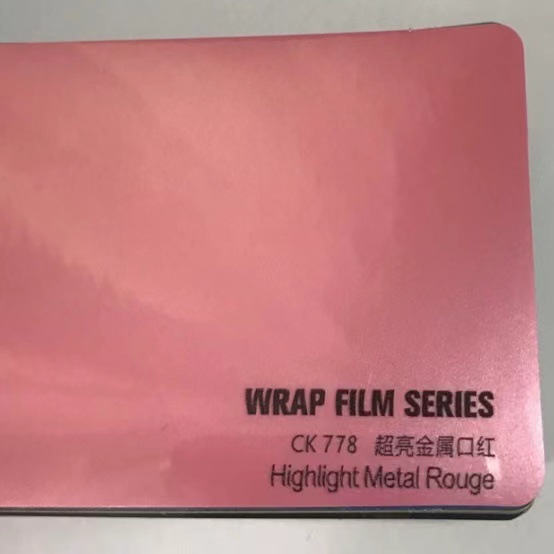 WRAP FILM SERIES
CK 778 超亮金属口红
Highlight Metal Rouge